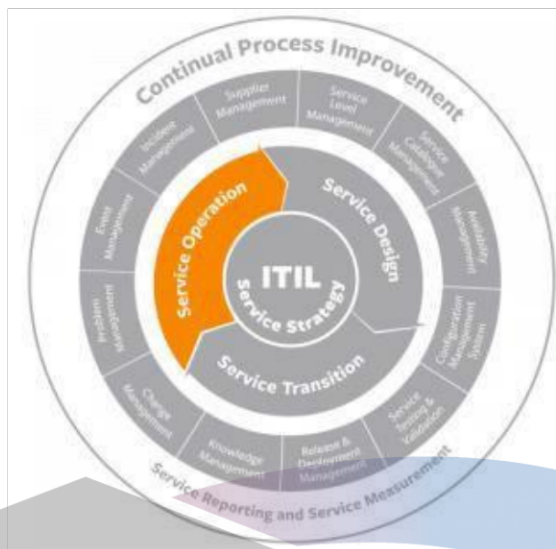 Continual Process Improvement
Supplier
Management
Service
Level
Management
Service
Catalogue
Management
Availability
Management
Configuration
Management
System
Service
Testing &
Validation
Release &
Deployment
Management
Knowledge
Management
Change
Management
Problem
Management
Event
Management
Incident
Management
Service Operation
Service Design
Service Transition
ITIL
Service Strategy
Service Reporting and Service Measurement